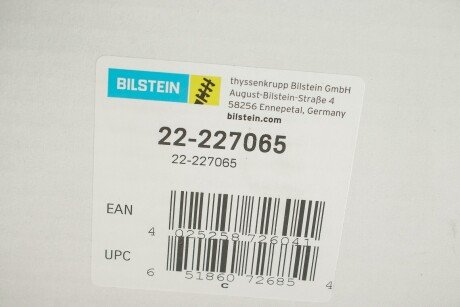 BILSTEIN
thyssenkrupp Bilstein GmbH
August-Bilstein-Straße 4
58256 Ennepetal, Germany
bilstein.com
22-227065
22-227065
EAN
4 025258 726041
UPC
6 51860 72685 4
C